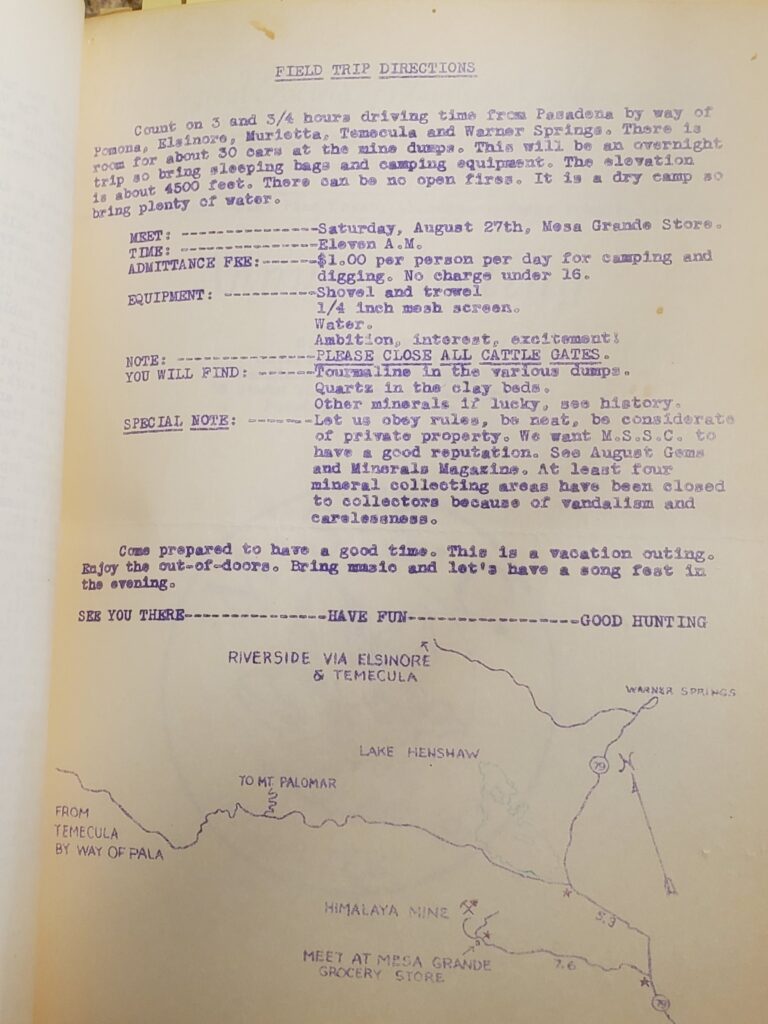 FIELD TRIP DIRECTIONS
Count on 3 and 3/4 hours driving time from Pasadena by way of
Pomona, Elsinore, Murietta, Temecula and Warner Springs. There is
room for about 30 cars at the mine dumps. This will be an overnight
trip so bring sleeping bags and camping equipment. The elevation
is about 4500 feet. There can be no open fires. It is a dry camp so
bring plenty of water.
MEET: ---------------Saturday, August 27th, Mesa Grande Store.
TIME: ---------------Eleven A.M.
ADMITTANCE FEE:------$1.00 per person per day for camping and
digging. No charge under 16.
EQUIPMENT: ----------Shovel and trowel
1/4 inch mesh screen.
Water.
Ambition, interest, excitement!
NOTE: ---------------PLEASE CLOSE ALL CATTLE GATES.
YOU WILL FIND: ------Tourmaline in the various dumps.
Quartz in the clay beds.
Other minerals if lucky, see history.
SPECIAL NOTE: -------Let us obey rules, be neat, be considerate
of private property. We want M.S.S.C. to
have a good reputation. See August Gems
and Minerals Magazine. At least four
mineral collecting areas have been closed
to collectors because of vandalism and
carelessness.
Come prepared to have a good time. This is a vacation outing.
Enjoy the out-of-doors. Bring music and let's have a song fest in
the evening.
SEE YOU THERE---------------HAVE FUN------------------GOOD HUNTING
RIVERSIDE VIA ELSINORE
& TEMECULA
WARNER SPRINGS
LAKE HENSHAW
79
N
TO MT. PALOMAR
FROM
TEMECULA
BY WAY OF PALA
HIMALAYA MINE
5.3
MEET AT MESA GRANDE
GROCERY STORE
7.6
79